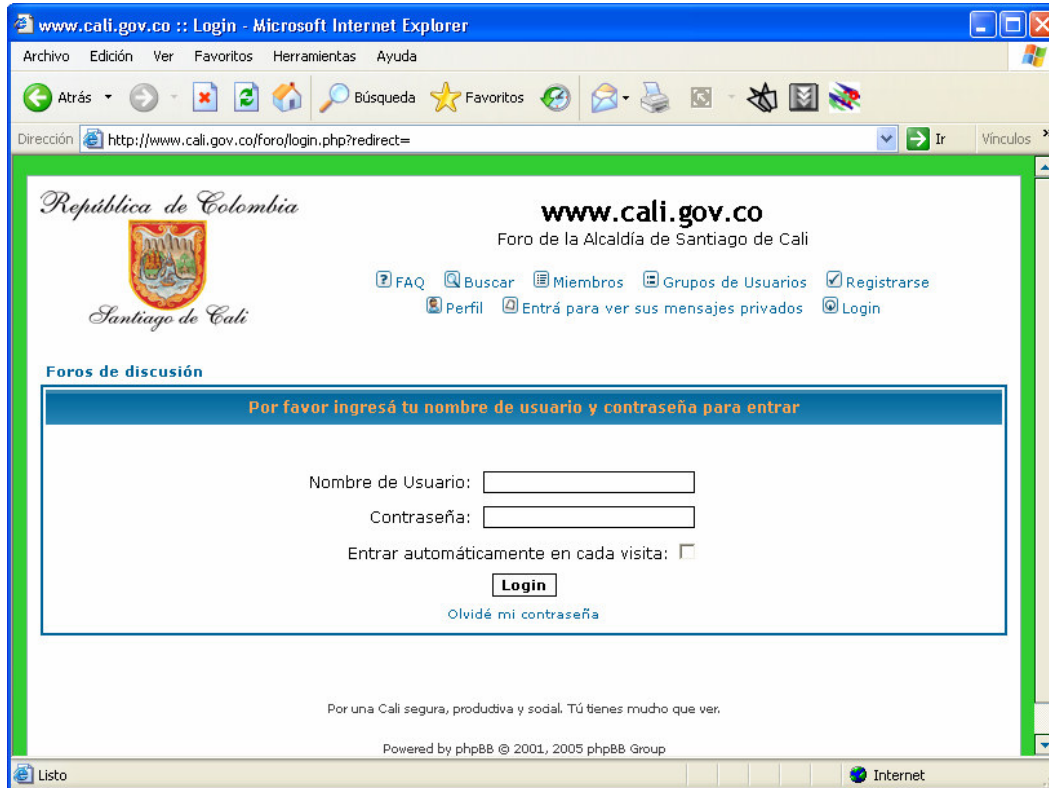 www.cali.gov.co :: Login - Microsoft Internet Explorer
Archivo Edición Ver Favoritos Herramientas Ayuda
Atrás Búsqueda Favoritos
Dirección http://www.cali.gov.co/foro/login.php?redirect= Ir Vínculos »
República de Colombia
Santiago de Cali
www.cali.gov.co
Foro de la Alcaldía de Santiago de Cali
FAQ Buscar Miembros Grupos de Usuarios Registrarse
Perfil Entrá para ver sus mensajes privados Login
Foros de discusión
Por favor ingresá tu nombre de usuario y contraseña para entrar
Nombre de Usuario:
Contraseña:
Entrar automáticamente en cada visita:
Login
Olvidé mi contraseña
Por una Cali segura, productiva y social. Tú tienes mucho que ver.
Powered by phpBB © 2001, 2005 phpBB Group
Listo Internet